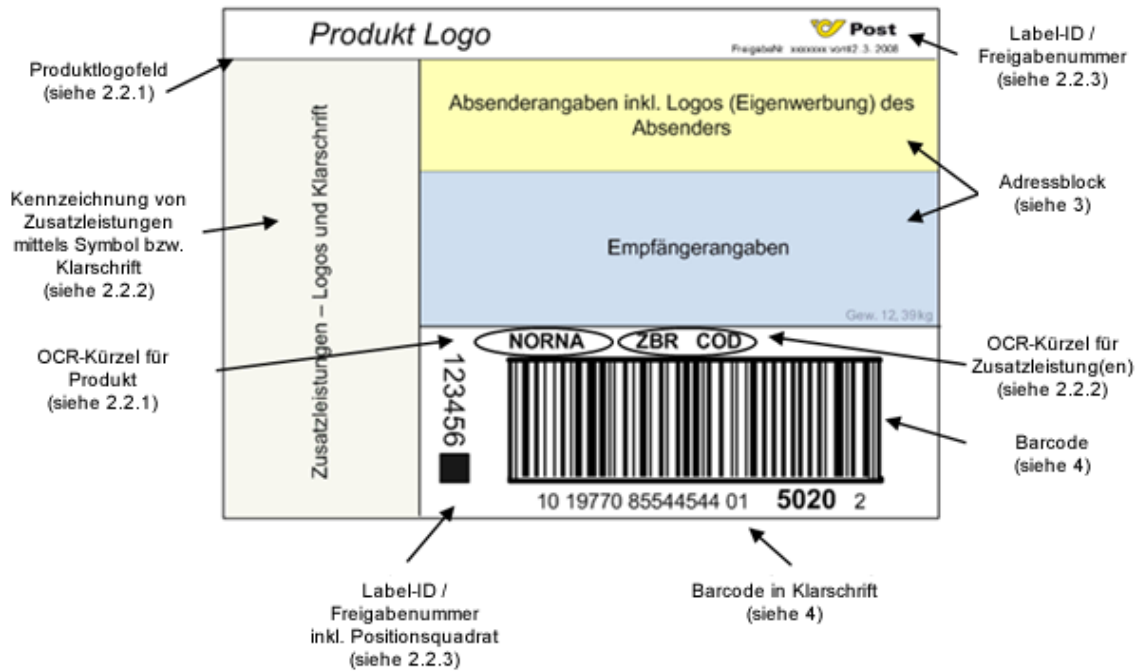 Produkt Logo
Post
FreigabeNr. xxxxxxx vom12.3.2008
Label-ID /
Freigabenummer
(siehe 2.2.3)
Produktlogofeld
(siehe 2.2.1)
Absenderangaben inkl. Logos (Eigenwerbung) des
Absenders
Adressblock
(siehe 3)
Kennzeichnung von
Zusatzleistungen
mittels Symbol bzw.
Klarschrift
(siehe 2.2.2)
Zusatzleistungen – Logos und Klarschrift
Empfängerangaben
Gew. 12,39kg
OCR-Kürzel für
Produkt
(siehe 2.2.1)
NORNA ZBR COD
OCR-Kürzel für
Zusatzleistung(en)
(siehe 2.2.2)
123456
Barcode
(siehe 4)
10 19770 85544544 01 5020 2
Label-ID /
Freigabenummer
inkl. Positionsquadrat
(siehe 2.2.3)
Barcode in Klarschrift
(siehe 4)